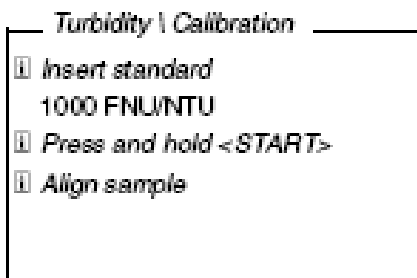 Turbidity \ Calibration
i Insert standard
1000 FNU/NTU
i Press and hold <START>
i Align sample